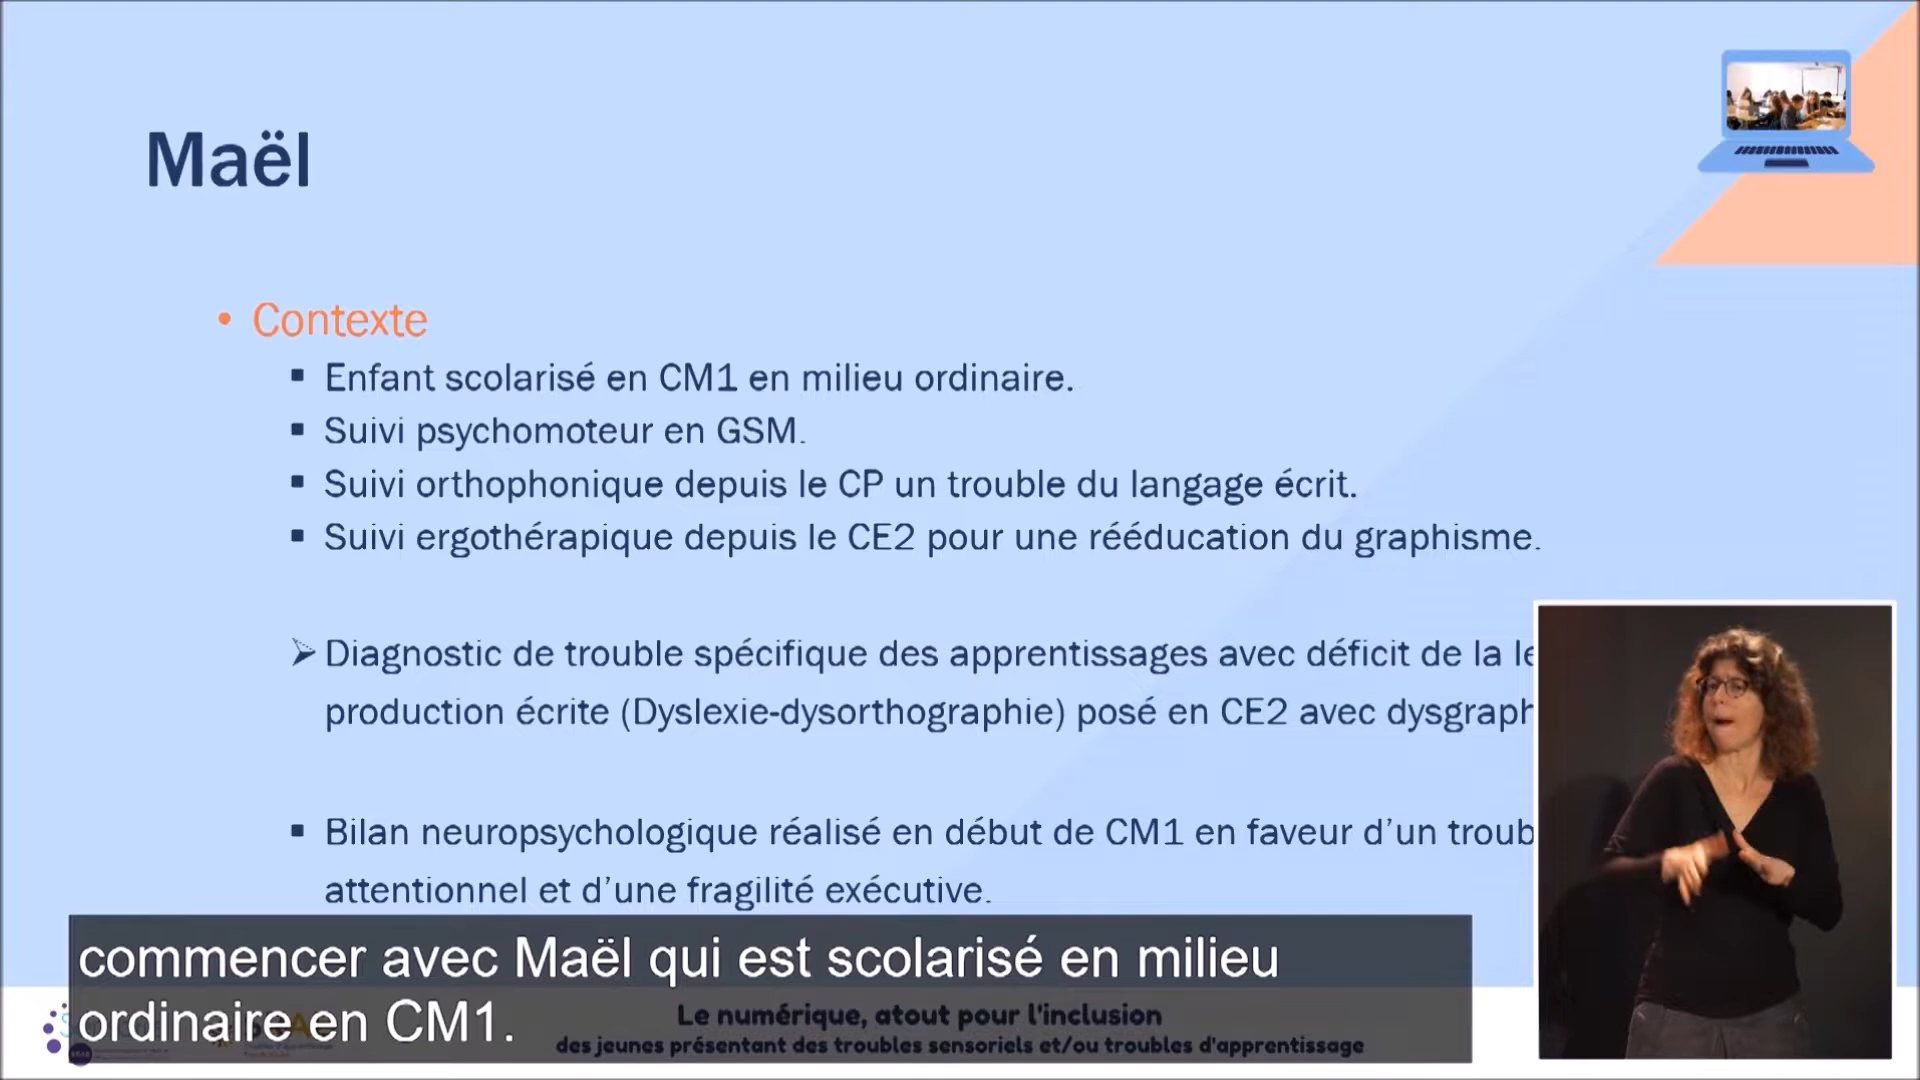 Maël
• Contexte
▪ Enfant scolarisé en CM1 en milieu ordinaire.
▪ Suivi psychomoteur en GSM.
▪ Suivi orthophonique depuis le CP un trouble du langage écrit.
▪ Suivi ergothérapique depuis le CE2 pour une rééducation du graphisme.
➢ Diagnostic de trouble spécifique des apprentissages avec déficit de la
production écrite (Dyslexie-dysorthographie) posé en CE2 avec
▪ Bilan neuropsychologique réalisé en début de CM1 en faveur d’un
attentionnel et d’une fragilité exécutive.
commencer avec Maël qui est scolarisé en milieu
ordinaire en CM1.
Le numérique, atout pour l'inclusion
des jeunes présentant des troubles sensoriels et/ou troubles d'apprentissage